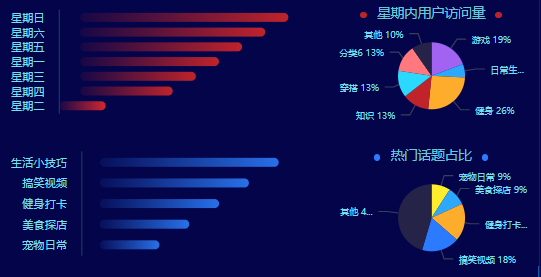 星期日
星期六
星期五
星期一
星期三
星期四
星期二
星期内用户访问量
其他 10%
游戏 19%
分类6 13%
日常生...
穿搭 13%
健身 26%
知识 13%
生活小技巧
搞笑视频
健身打卡
美食探店
宠物日常
热门话题占比
宠物日常 9%
美食探店 9%
其他 4...
健身打卡...
搞笑视频 18%